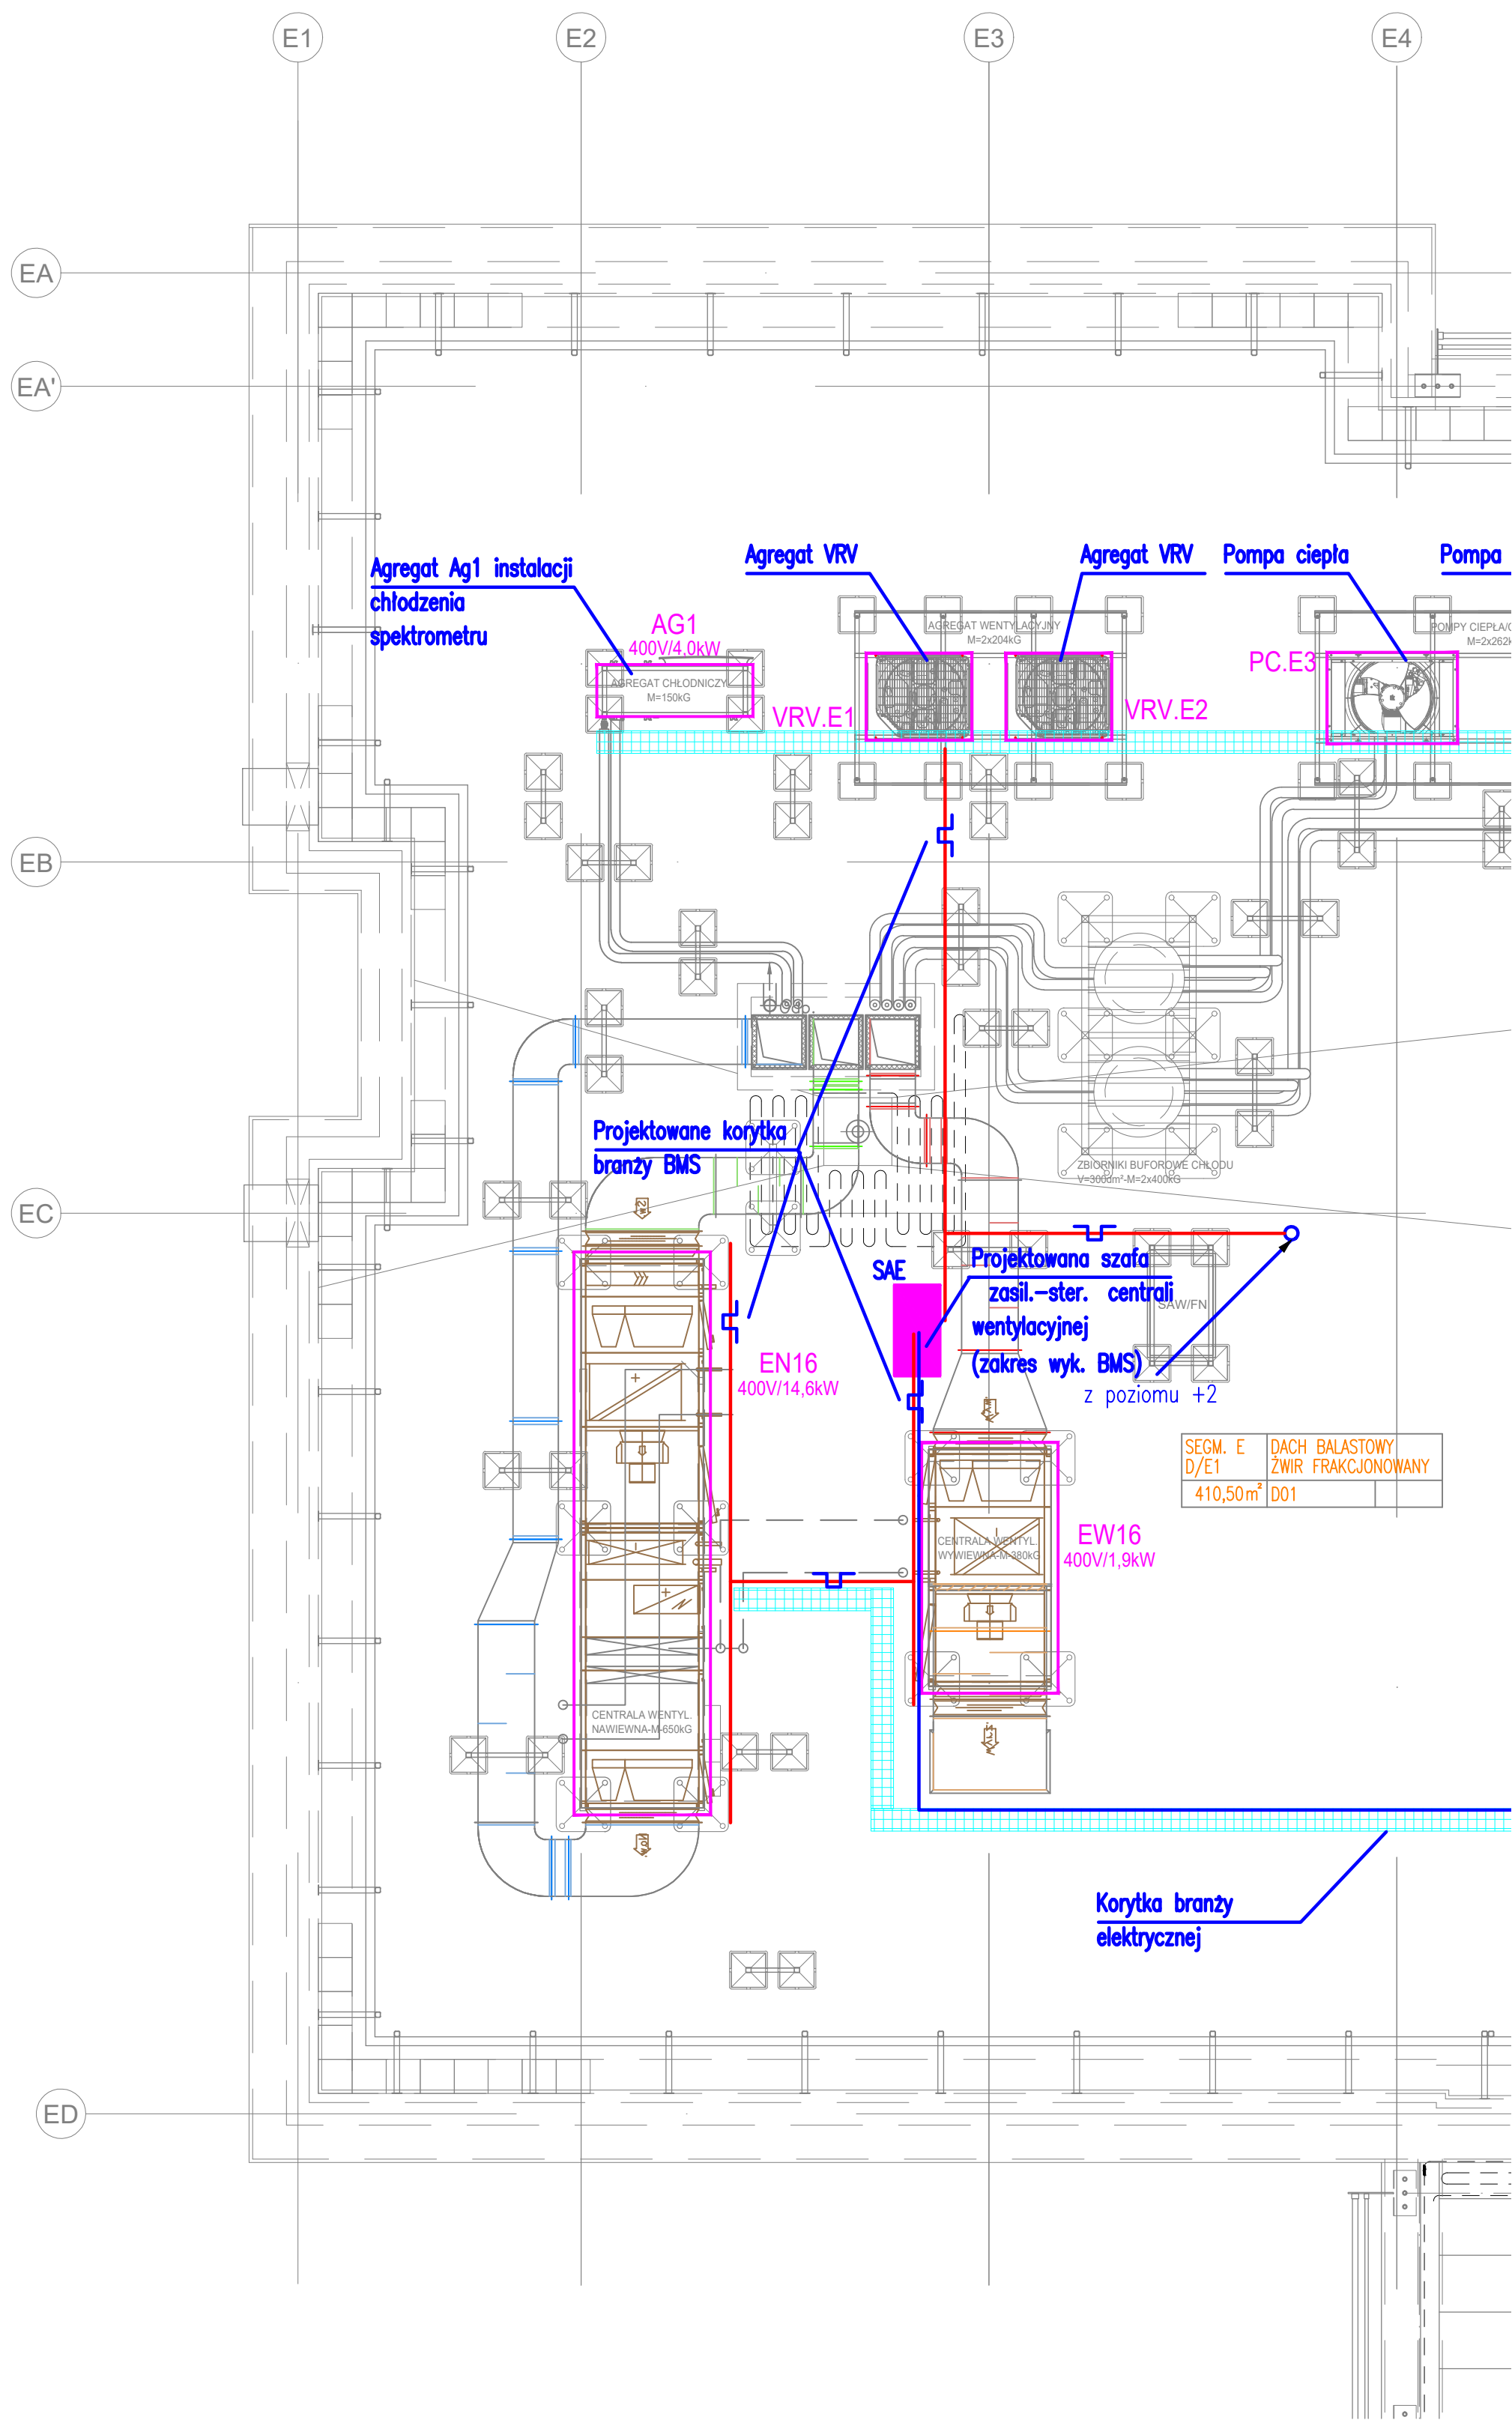 E1
E2
E3
E4
EA
EA'
EB
EC
ED
Agregat Ag1 instalacji
chłodzenia
spektrometru
Agregat VRV
Agregat VRV
Pompa ciepła
Pompa
AG1
400V/4,0kW
AGREGAT CHŁODNICZY
M=150kG
AGREGAT WENTYLACYJNY
M=2x204kG
POMPY CIEPŁA/C
M=2x262k
VRV.E1
VRV.E2
PC.E3
Projektowane korytka
branży BMS
ZBIORNIKI BUFOROWE CHŁODU
V=300dm³-M=2x400kG
SAE
Projektowana szafa
zasil.-ster. centrali
wentylacyjnej
(zakres wyk. BMS)
z poziomu +2
SAW/FN
EN16
400V/14,6kW
SEGM. E DACH BALASTOWY
D/E1 ŻWIR FRAKCJONOWANY
410,50m² D01
EW16
400V/1,9kW
CENTRALA WENTYL.
WYWIEWNA-M-380kG
CENTRALA WENTYL.
NAWIEWNA-M-650kG
Korytka branży
elektrycznej